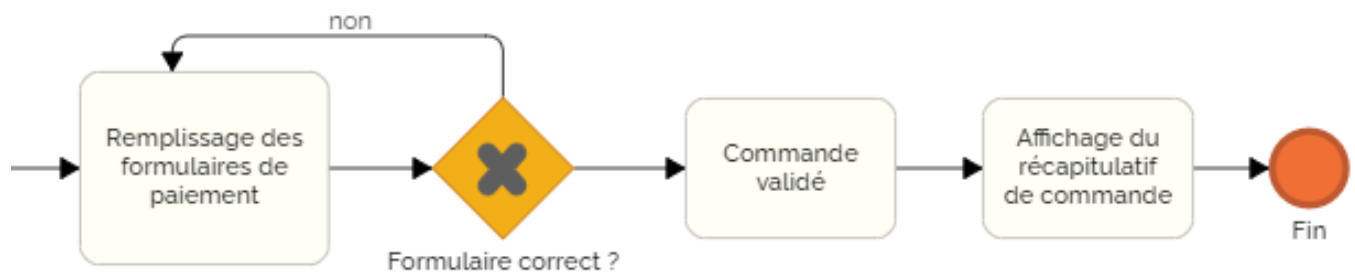 non
Remplissage des
formulaires de
paiement
Formulaire correct ?
Commande
validé
Affichage du
récapitulatif
de commande
Fin